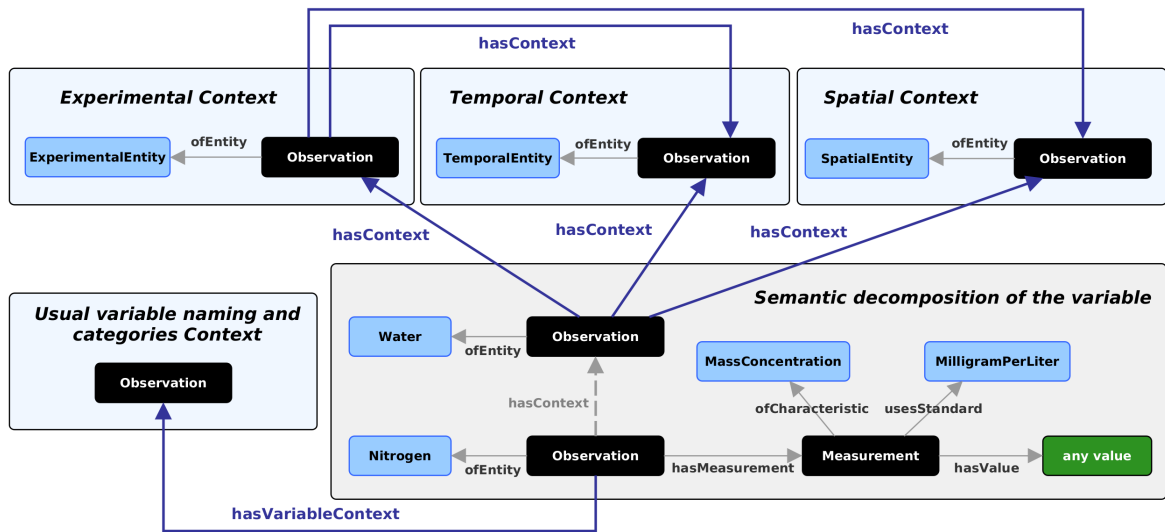 hasContext
hasContext
Experimental Context
ExperimentalEntity
ofEntity
Observation
Temporal Context
TemporalEntity
ofEntity
Observation
Spatial Context
SpatialEntity
ofEntity
Observation
hasContext
hasContext
hasContext
Usual variable naming and
categories Context
Observation
Semantic decomposition of the variable
Water
ofEntity
Observation
MassConcentration
MilligramPerLiter
hasContext
ofCharacteristic
usesStandard
Nitrogen
ofEntity
Observation
hasMeasurement
Measurement
hasValue
any value
hasVariableContext